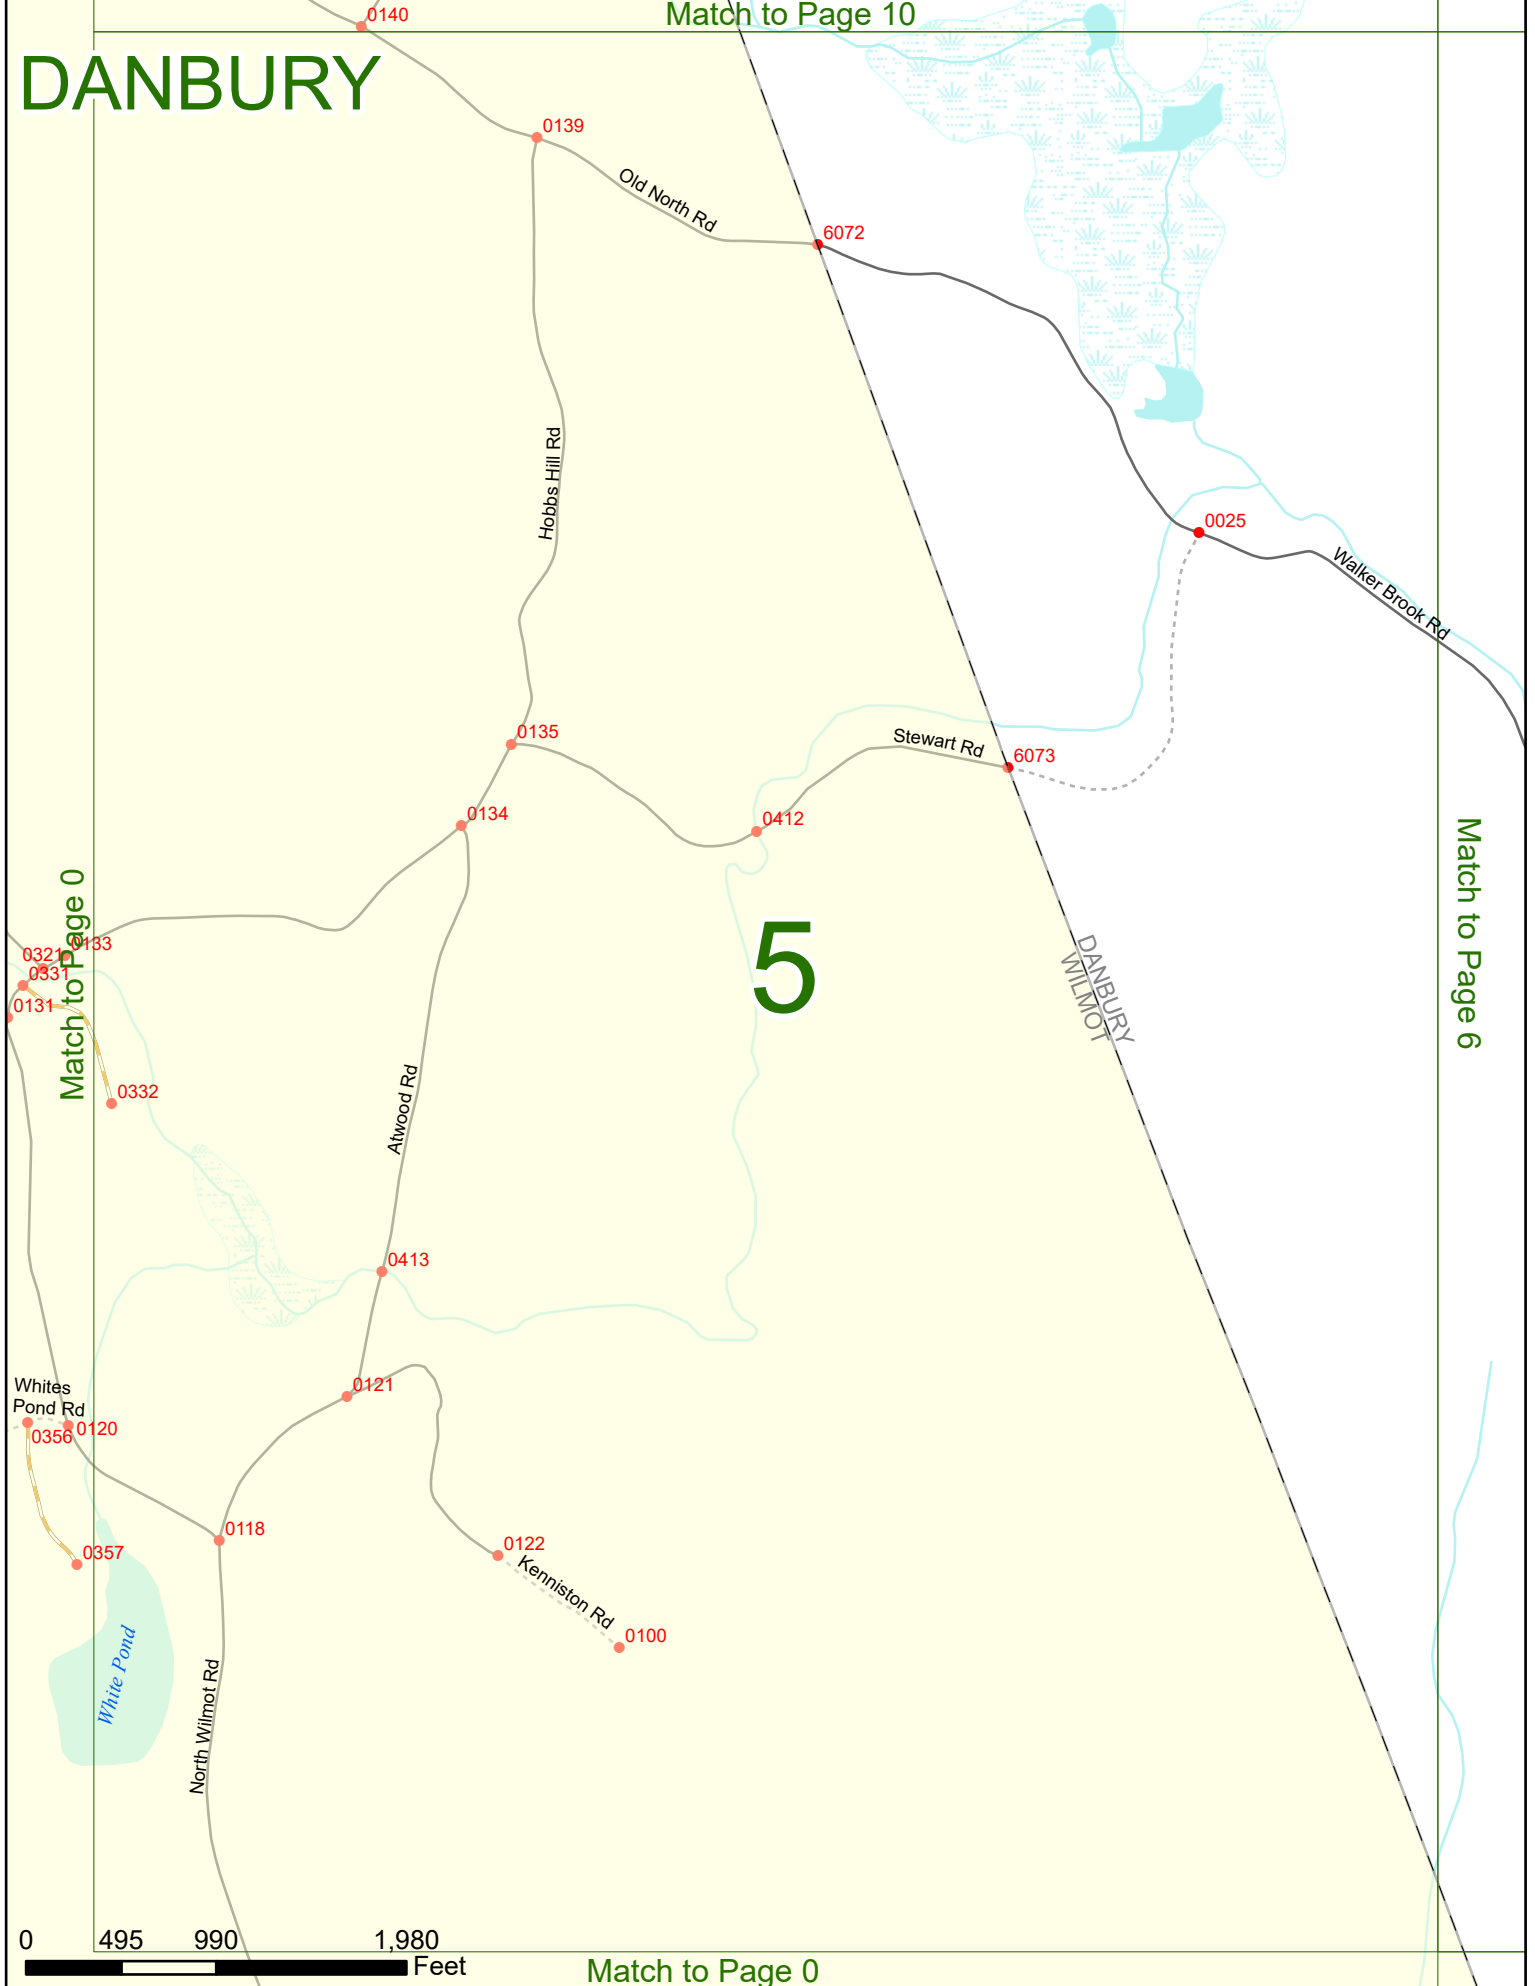 Match to Page 10
0140
DANBURY
0139
Old North Rd
6072
Hobbs Hill Rd
0025
Walker Brook Rd
0135
Stewart Rd
6073
0134
0412
Match to Page 6
Match to Page 0
0133
0321
0331
0131
5
DANBURY
WILMOT
0332
Atwood Rd
0413
Whites
Pond Rd
0121
0356
0120
0118
0122
0357
Kenniston Rd
0100
White Pond
North Wilmot Rd
0 495 990 1,980
Feet
Match to Page 0